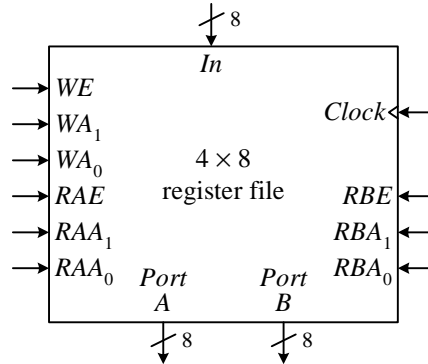 8
In
WE
Clock
WA₁
WA₀
4 × 8
register file
RAE
RBE
RAA₁
RBA₁
RAA₀
RBA₀
Port
A
Port
B
8
8